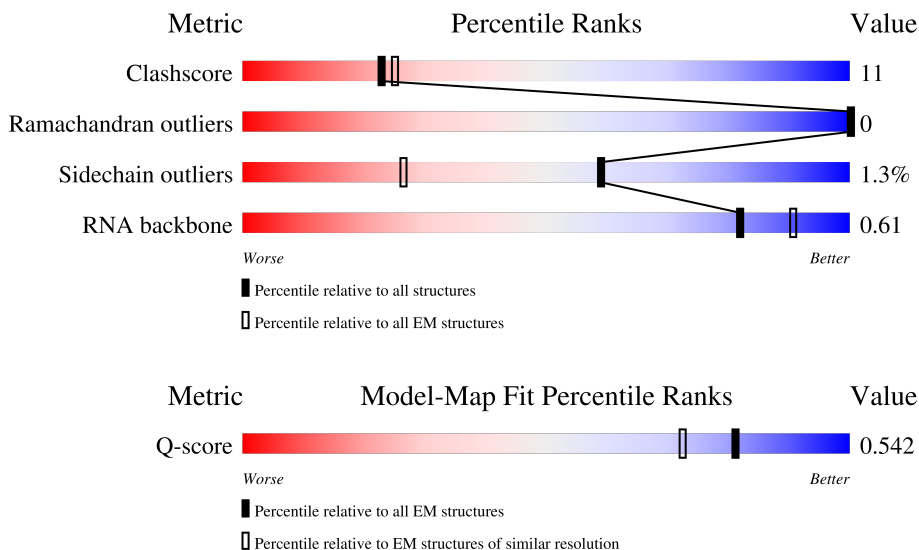 Metric Percentile Ranks Value
Clashscore 11
Ramachandran outliers 0
Sidechain outliers 1.3%
RNA backbone 0.61
Worse Better
Percentile relative to all structures
Percentile relative to all EM structures
Metric Model-Map Fit Percentile Ranks Value
Q-score 0.542
Worse Better
Percentile relative to all EM structures
Percentile relative to EM structures of similar resolution